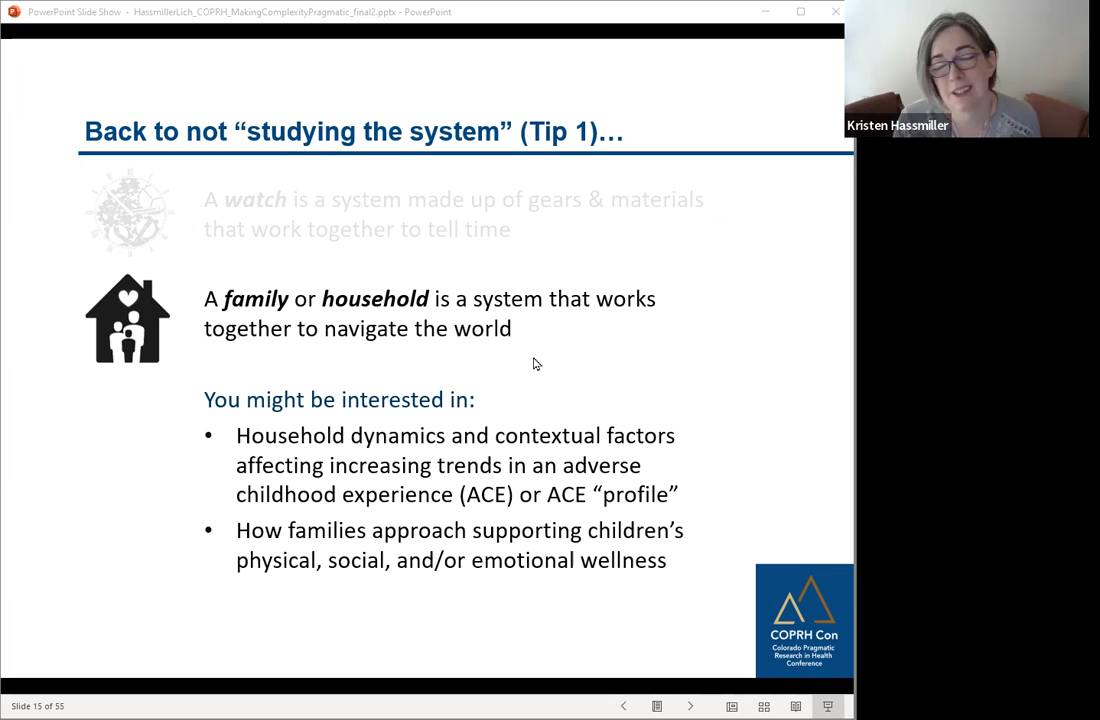 PowerPoint Slide Show - HassmillerLich_COPRH_MakingComplexityPragmatic_final2.pptx - PowerPoint
Kristen Hassmiller
Back to not “studying the system” (Tip 1)…
A watch is a system made up of gears & materials
that work together to tell time
A family or household is a system that works
together to navigate the world
You might be interested in:
• Household dynamics and contextual factors
affecting increasing trends in an adverse
childhood experience (ACE) or ACE “profile”
• How families approach supporting children’s
physical, social, and/or emotional wellness
COPRH Con
Colorado Pragmatic
Research in Health
Conference
Slide 15 of 55